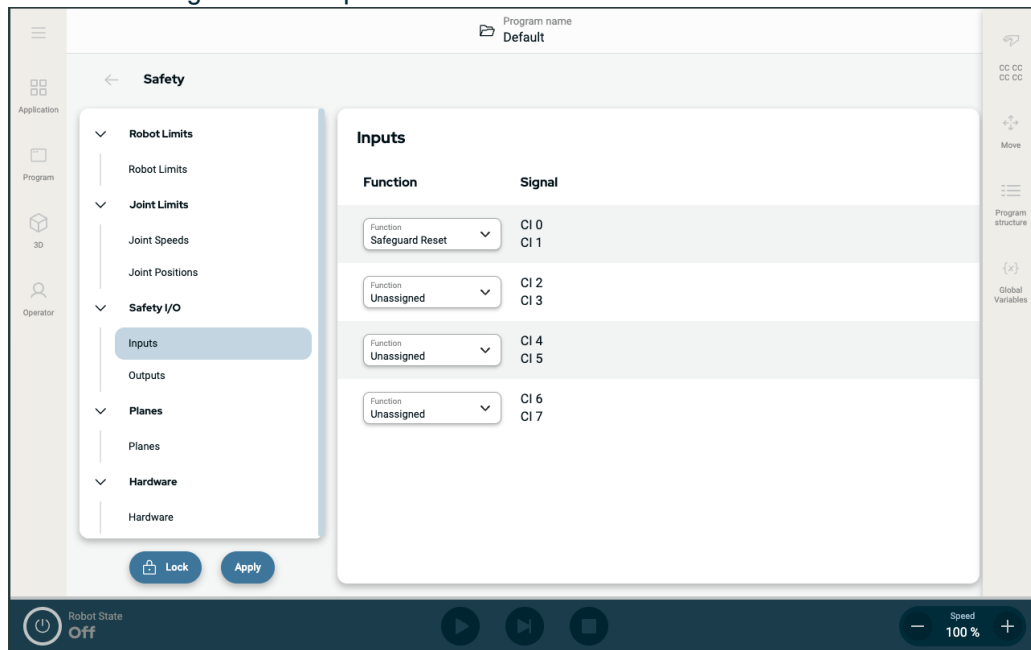 Program name
Default
Application
Program
3D
Operator
Safety
Robot Limits
Robot Limits
Joint Limits
Joint Speeds
Joint Positions
Safety I/O
Inputs
Outputs
Planes
Planes
Hardware
Hardware
Lock
Apply
Inputs
Function Signal
Function
Safeguard Reset
CI 0
CI 1
Function
Unassigned
CI 2
CI 3
Function
Unassigned
CI 4
CI 5
Function
Unassigned
CI 6
CI 7
CC CC
CC CC
Move
Program
structure
{x}
Global
Variables
Robot State
Off
Speed
100 %